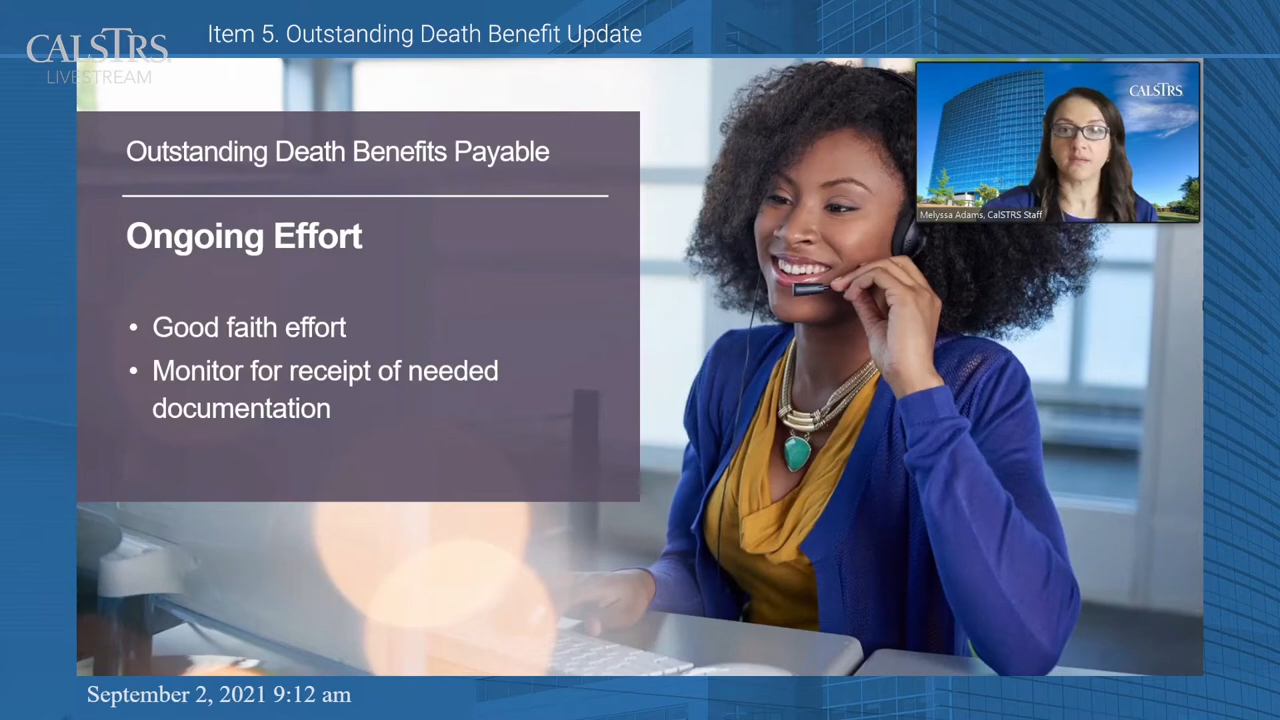 Item 5. Outstanding Death Benefit Update
CALSTRS
LIVESTREAM
Outstanding Death Benefits Payable
Ongoing Effort
• Good faith effort
• Monitor for receipt of needed
documentation
CALSTRS
Melyssa Adams, CalSTRS Staff
September 2, 2021 9:12 am